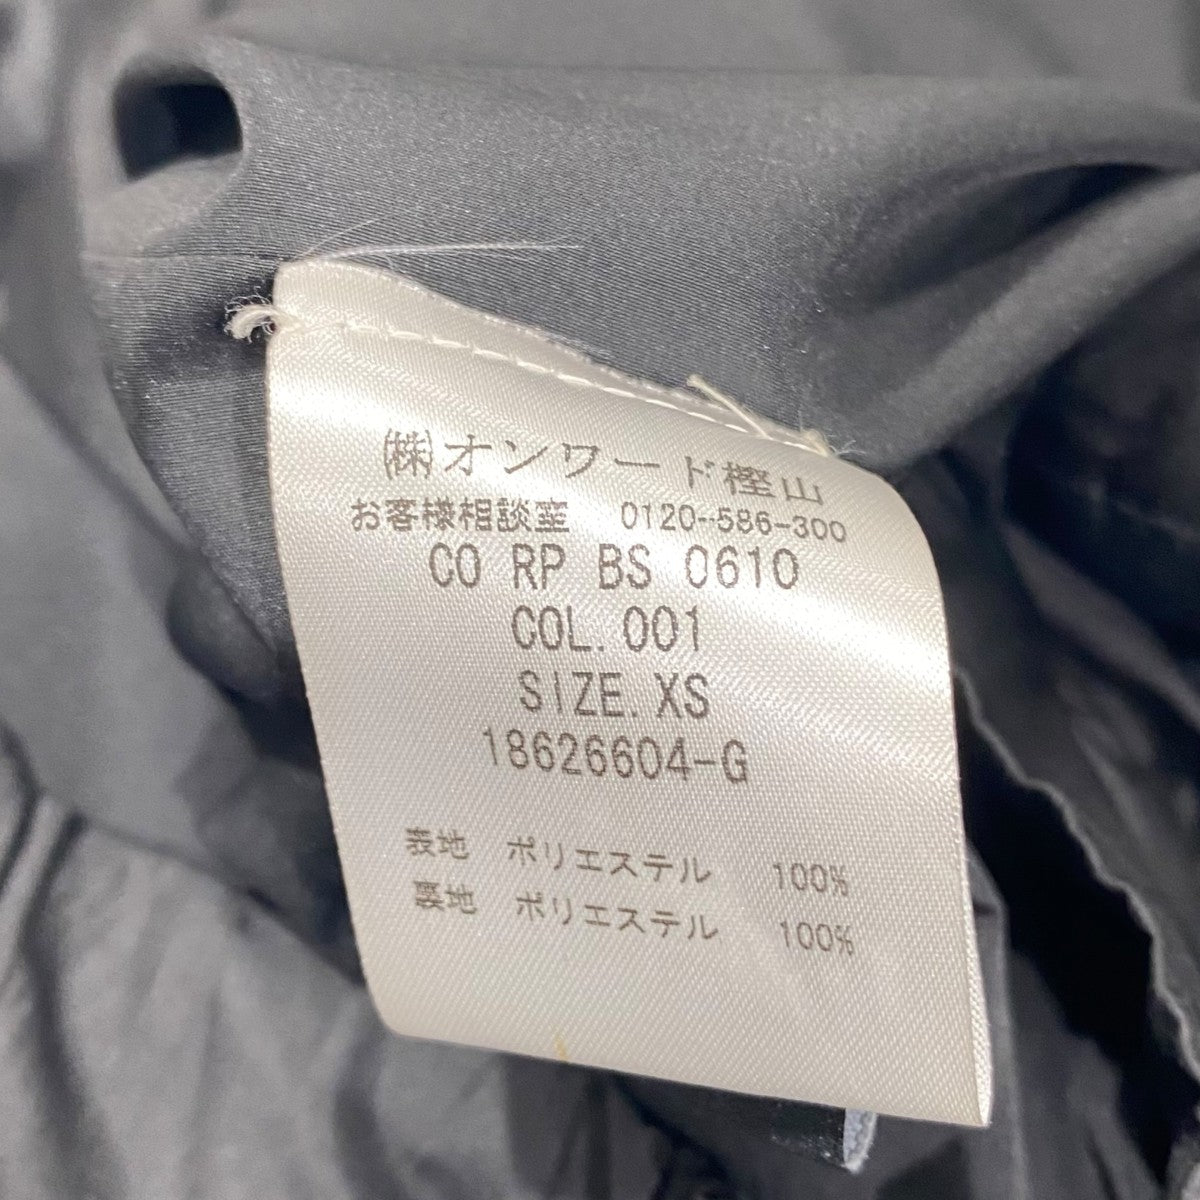 ㈱オンワード樫山
お客様相談室 0120-586-300
CO RP BS 0610
COL.001
SIZE.XS
18626604-G
表地 ポリエステル 100%
裏地 ポリエステル 100%